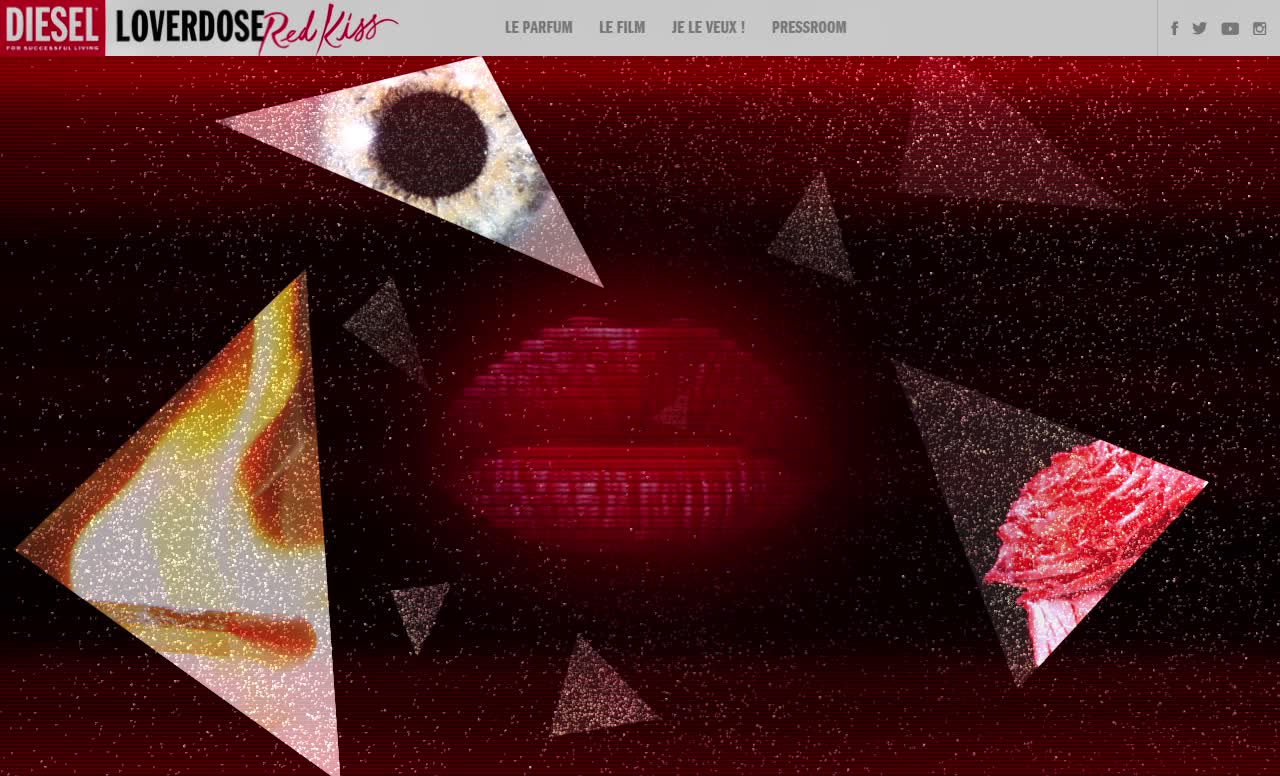 DIESEL
FOR SUCCESSFUL LIVING
LOVERDOSE Red Kiss
LE PARFUM LE FILM JE LE VEUX ! PRESSROOM